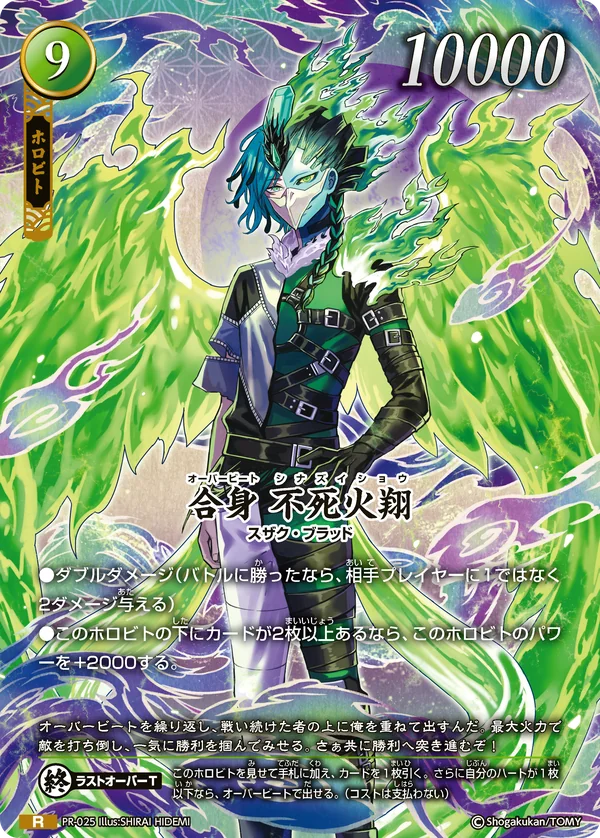 9
10000
ホロビト
オーバービート シナズイショウ
合身 不死火翔
スザク・ブラッド
●ダブルダメージ(バトルに勝ったなら、相手プレイヤーに1ではなく
2ダメージ与える)
●このホロビトの下にカードが2枚以上あるなら、このホロビトのパワ
ーを+2000する。
オーバービートを繰り返し、戦い続けた者の上に俺を重ねて出すんだ。最大火力で
敵を打ち倒し、一気に勝利を掴んでみせる。さぁ共に勝利へ突き進むぞ!
終 ラストオーバーT
このホロビトを見せて手札に加え、カードを1枚引く。さらに自分のハートが1枚
以下なら、オーバービートで出せる。(コストは支払わない)
R PR-025 Illus:SHIRAI HIDEMI
© Shogakukan/TOMY